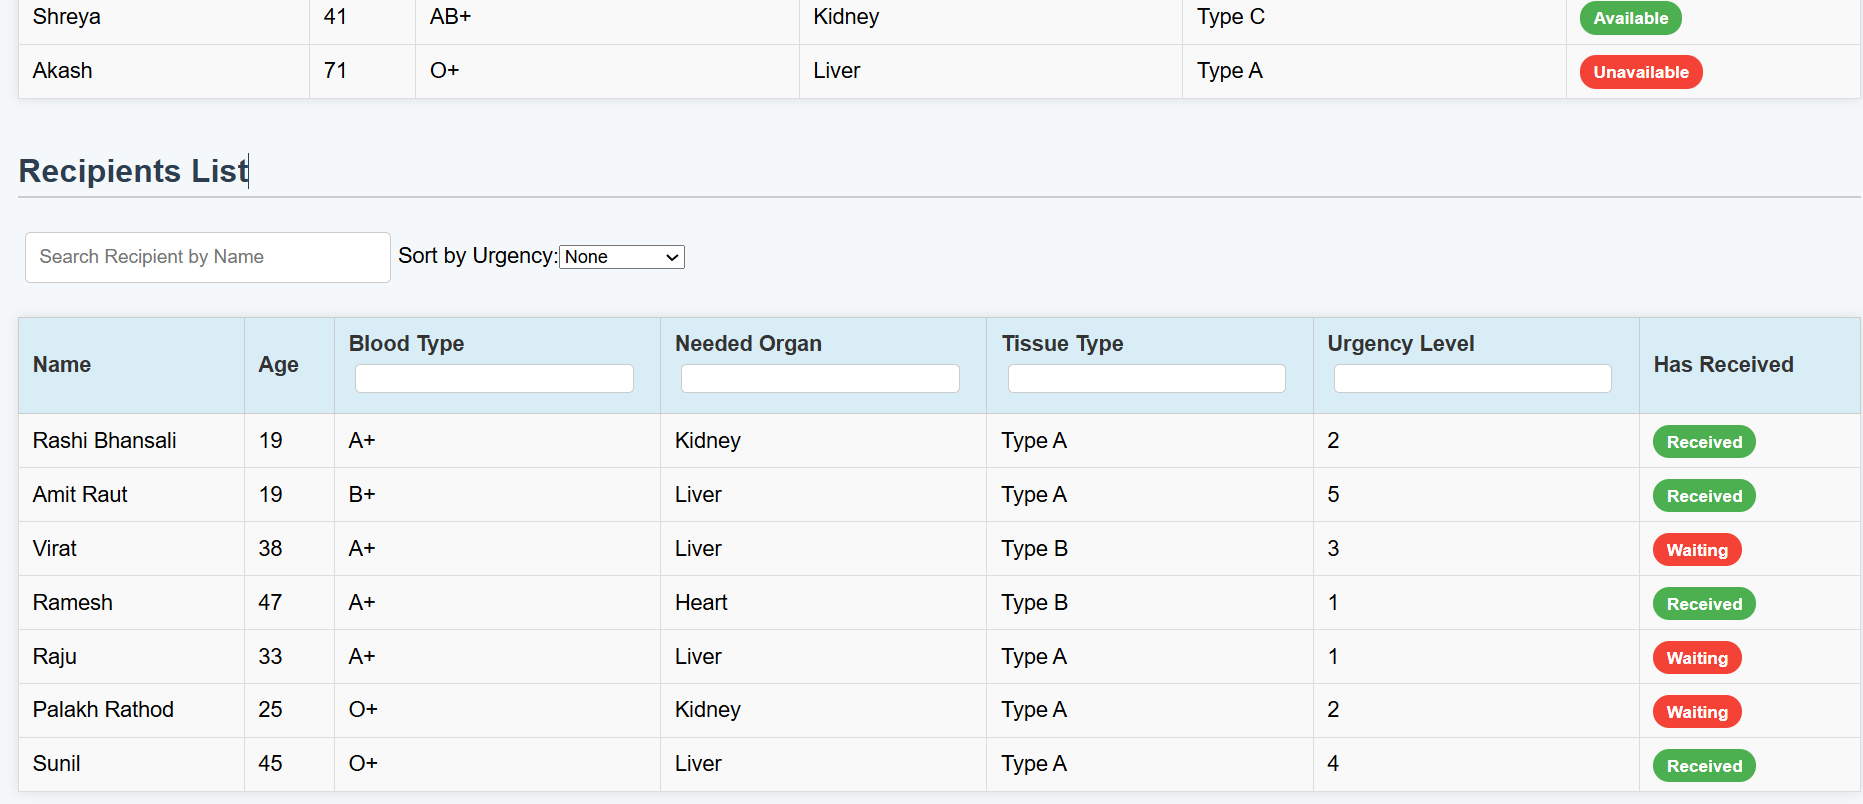 Shreya 41 AB+ Kidney Type C Available
Akash 71 O+ Liver Type A Unavailable
Recipients List
Search Recipient by Name Sort by Urgency: None
Name Age Blood Type Needed Organ Tissue Type Urgency Level Has Received
Rashi Bhansali 19 A+ Kidney Type A 2 Received
Amit Raut 19 B+ Liver Type A 5 Received
Virat 38 A+ Liver Type B 3 Waiting
Ramesh 47 A+ Heart Type B 1 Received
Raju 33 A+ Liver Type A 1 Waiting
Palakh Rathod 25 O+ Kidney Type A 2 Waiting
Sunil 45 O+ Liver Type A 4 Received